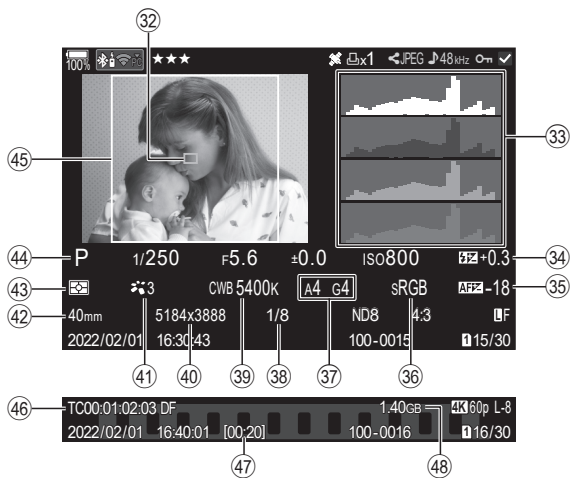 32
100% PC ★★★ x1 JPEG 48kHz
33
45
44 P 1/250 F5.6 ±0.0 ISO800 +0.3 34
43 3 CWB 5400K A4 G4 sRGB AF -18 35
42 40mm 5184x3888 1/8 ND8 4:3 LF
2022/02/01 16:30:43 100-0015 1 15/30
41 40 39 38 37 36
46 TC00:01:02:03 DF 1.40GB 4K 60p L-8
2022/02/01 16:40:01 [00:20] 100-0016 1 16/30
47 48